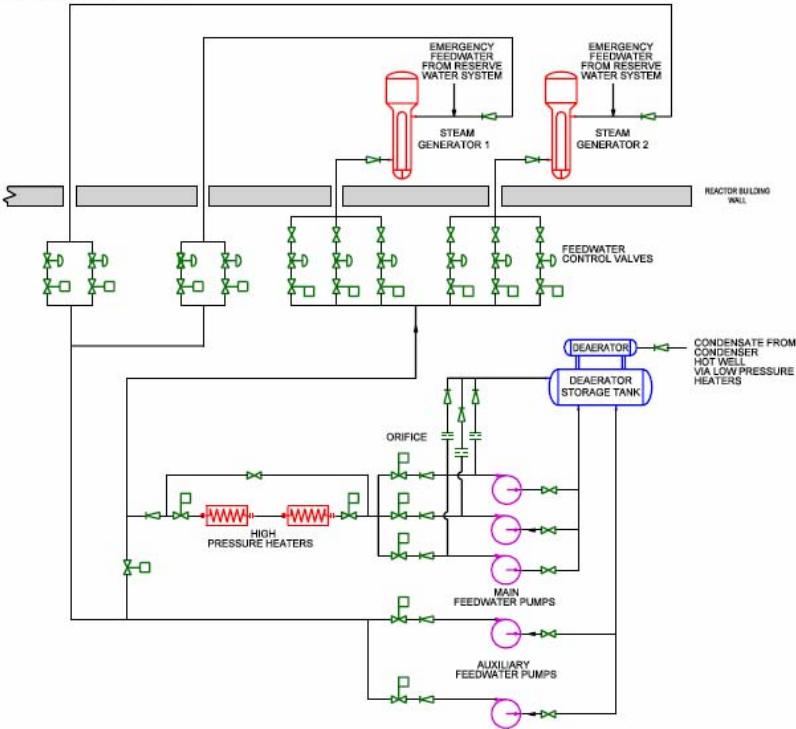 EMERGENCY
FEEDWATER
FROM RESERVE
WATER SYSTEM
EMERGENCY
FEEDWATER
FROM RESERVE
WATER SYSTEM
STEAM
GENERATOR 1
STEAM
GENERATOR 2
REACTOR BUILDING
WALL
FEEDWATER
CONTROL VALVES
DEAERATOR
CONDENSATE FROM
CONDENSER
HOT WELL
VIA LOW PRESSURE
HEATERS
DEAERATOR
STORAGE TANK
ORIFICE
HIGH
PRESSURE HEATERS
MAIN
FEEDWATER PUMPS
AUXILIARY
FEEDWATER PUMPS